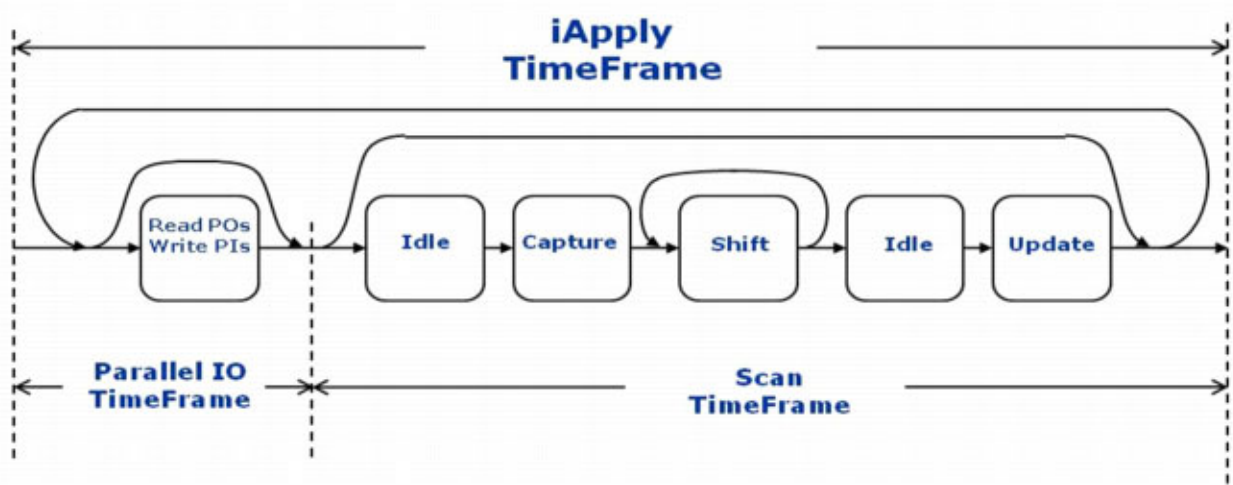 iApply
TimeFrame
Read POs
Write PIs
Idle
Capture
Shift
Idle
Update
Parallel IO
TimeFrame
Scan
TimeFrame